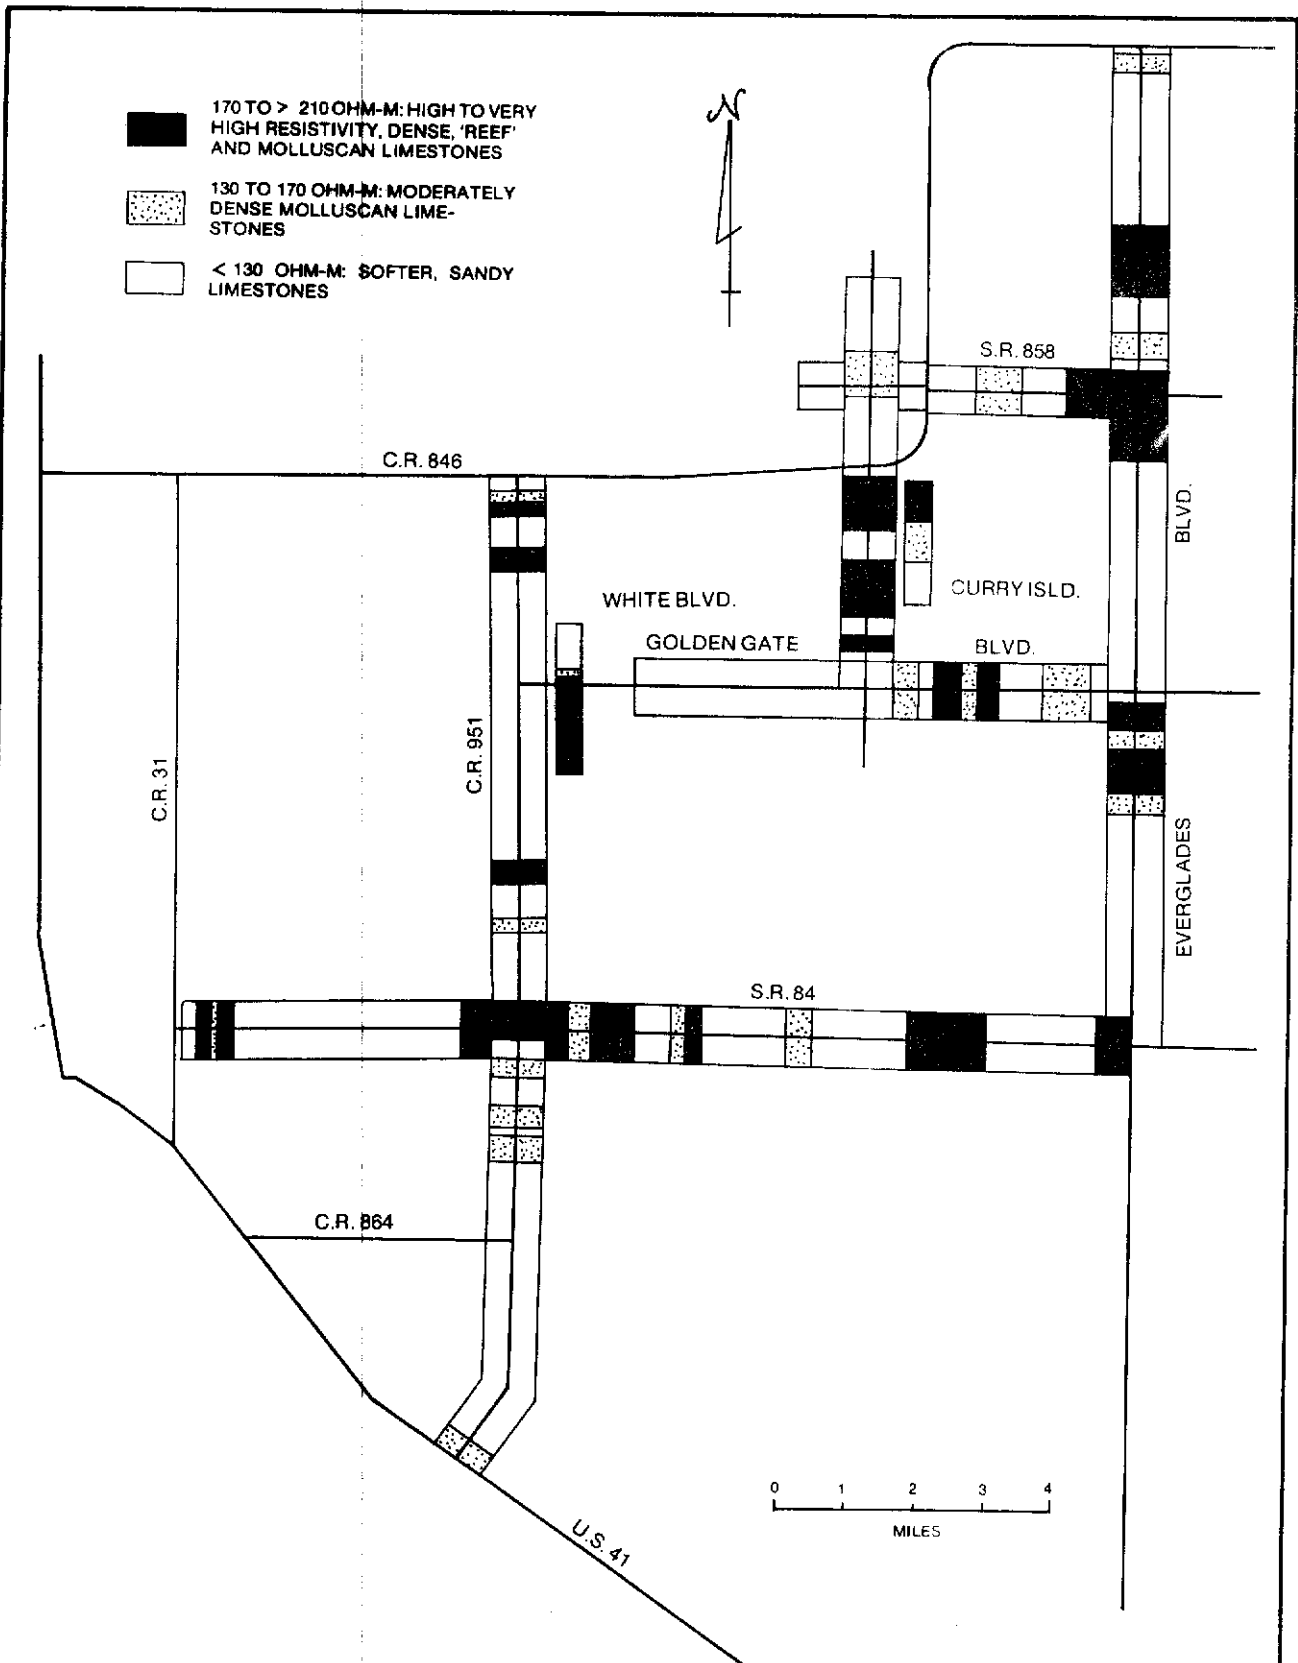 170 TO > 210 OHM-M: HIGH TO VERY
HIGH RESISTIVITY, DENSE, 'REEF'
AND MOLLUSCAN LIMESTONES
130 TO 170 OHM-M: MODERATELY
DENSE MOLLUSCAN LIME-
STONES
< 130 OHM-M: SOFTER, SANDY
LIMESTONES
N
S.R. 858
C.R. 846
BLVD.
WHITE BLVD.
CURRY ISLD.
GOLDEN GATE
BLVD.
C.R. 951
C.R. 31
EVERGLADES
S.R. 84
C.R. 864
0 1 2 3 4
MILES
U.S. 41